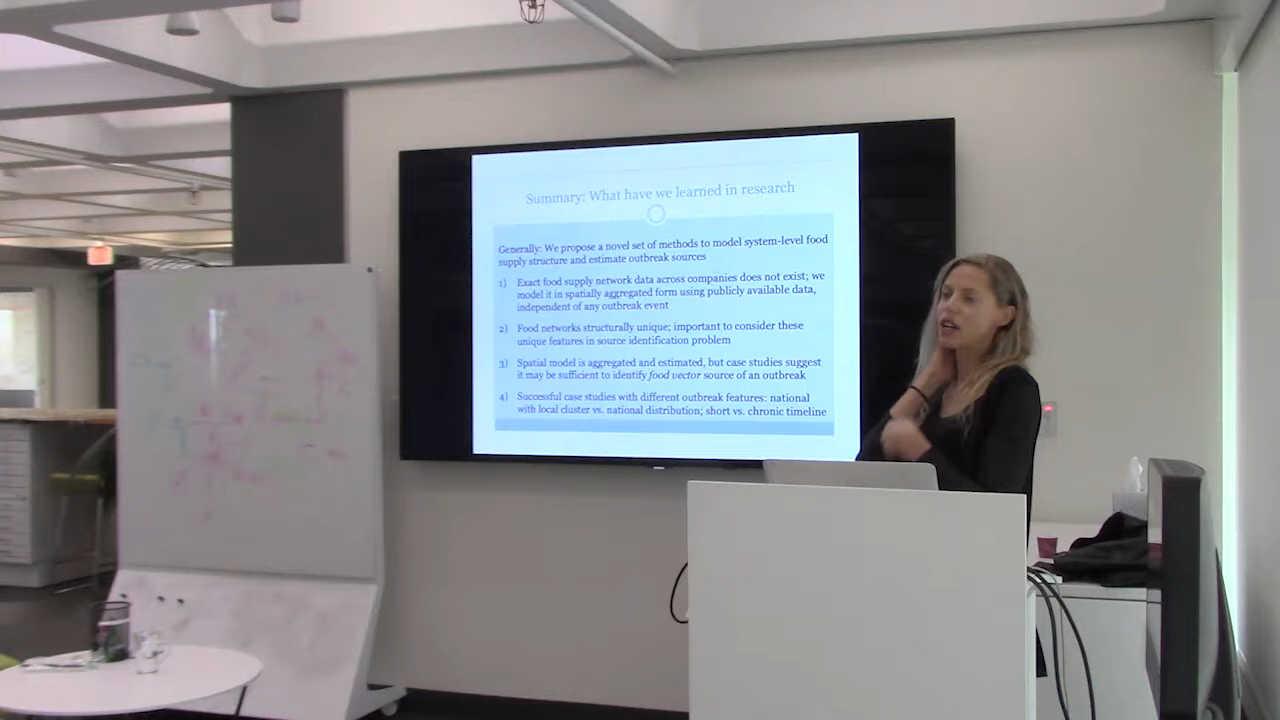 Summary: What have we learned in research
Generally: We propose a novel set of methods to model system-level food
supply structure and estimate outbreak sources
1) Exact food supply network data across companies does not exist; we
model it in spatially aggregated form using publicly available data,
independent of any outbreak event
2) Food networks structurally unique; important to consider these
unique features in source identification problem
3) Spatial model is aggregated and estimated, but case studies suggest
it may be sufficient to identify food vector source of an outbreak
4) Successful case studies with different outbreak features: national
with local cluster vs. national distribution; short vs. chronic timeline